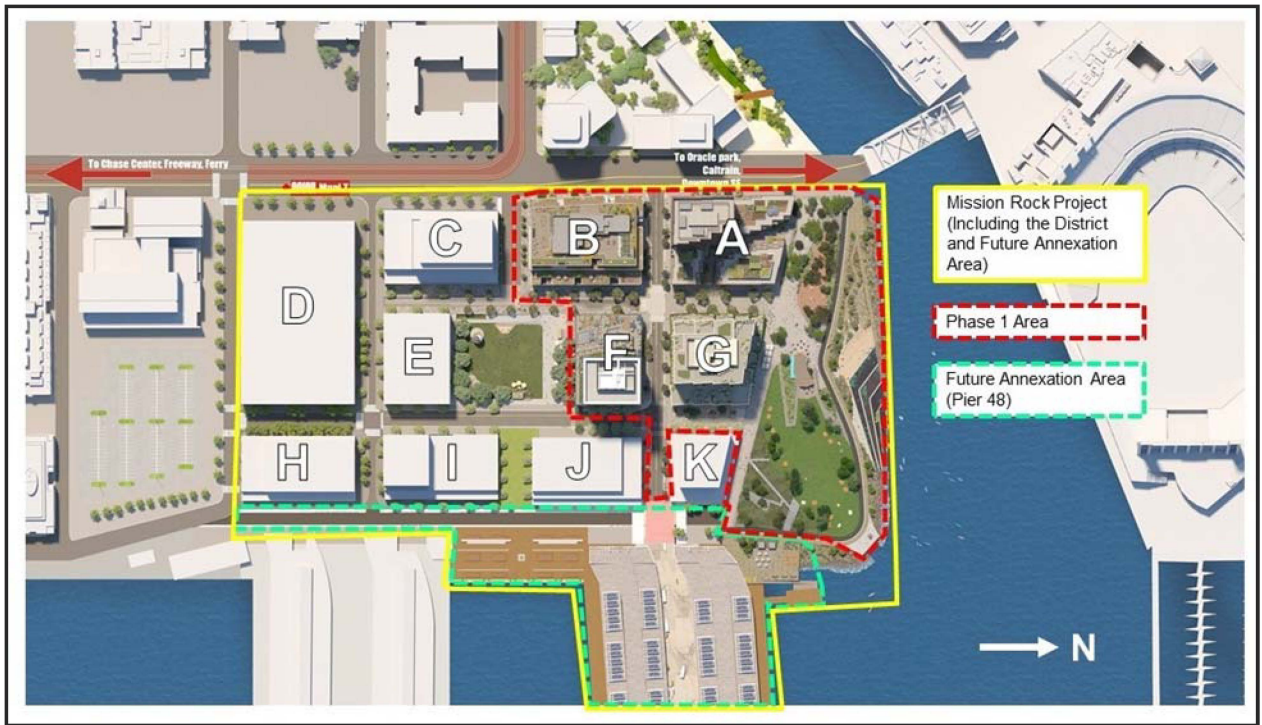 To Chase Center, Freeway, Ferry
To Oracle park,
Caltrain,
Mission Rock Project
(Including the District
and Future Annexation
Area)
Phase 1 Area
Future Annexation Area
(Pier 48)
C
B
A
D
E
F
G
H
I
J
K
N